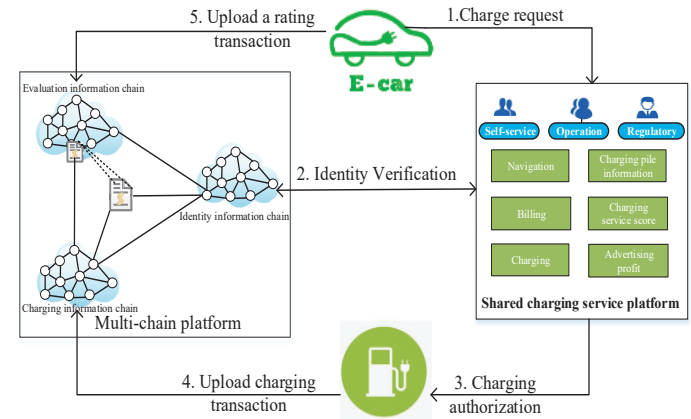 5. Upload a rating
transaction
1.Charge request
E-car
Evaluation information chain
Self-service
Operation
Regulatory
Navigation
Charging pile
information
2. Identity Verification
Identity information chain
Billing
Charging
service score
Charging
Advertising
profit
Charging information chain
Shared charging service platform
Multi-chain platform
4. Upload charging
transaction
3. Charging
authorization